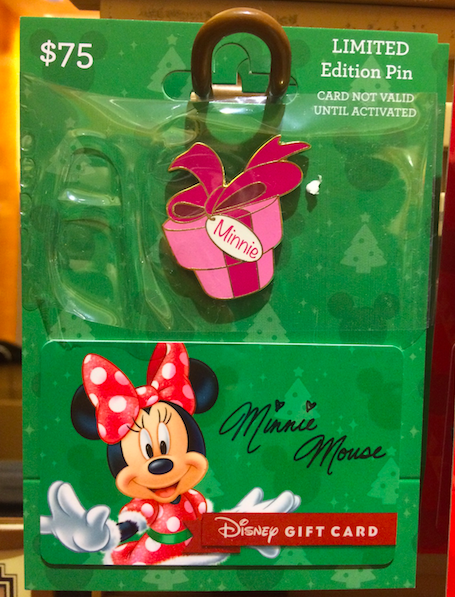 $75
LIMITED
Edition Pin
CARD NOT VALID
UNTIL ACTIVATED
Minnie
Minnie
Mouse
Disney GIFT CARD